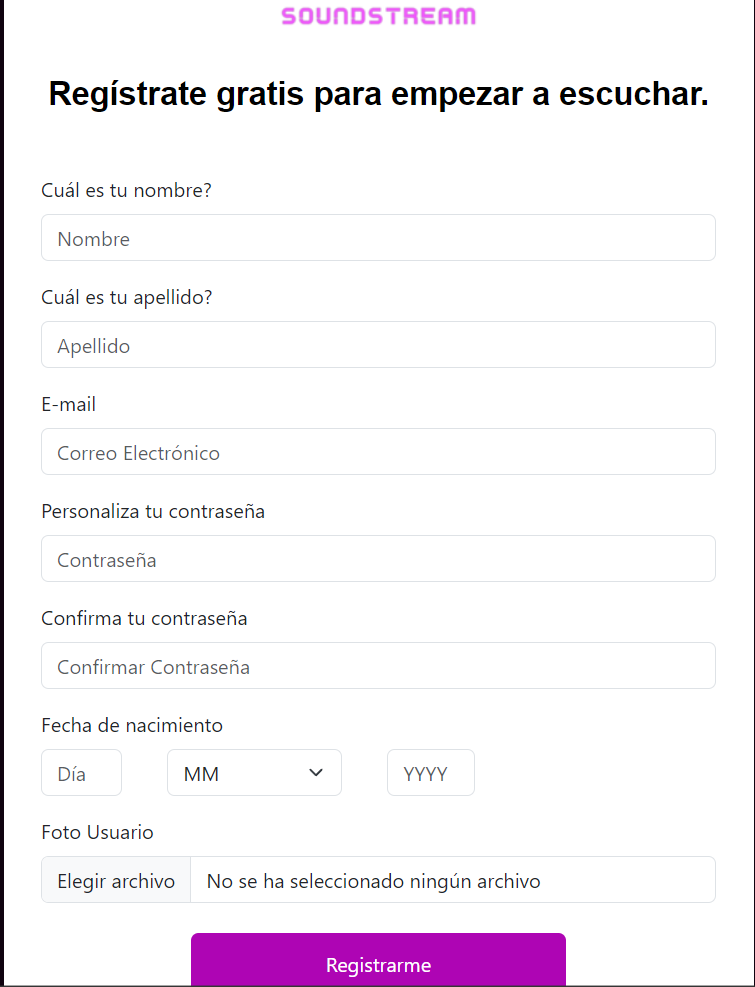 SOUNDSTREAM
Regístrate gratis para empezar a escuchar.
Cuál es tu nombre?
Nombre
Cuál es tu apellido?
Apellido
E-mail
Correo Electrónico
Personaliza tu contraseña
Contraseña
Confirma tu contraseña
Confirmar Contraseña
Fecha de nacimiento
Día MM YYYY
Foto Usuario
Elegir archivo No se ha seleccionado ningún archivo
Registrarme